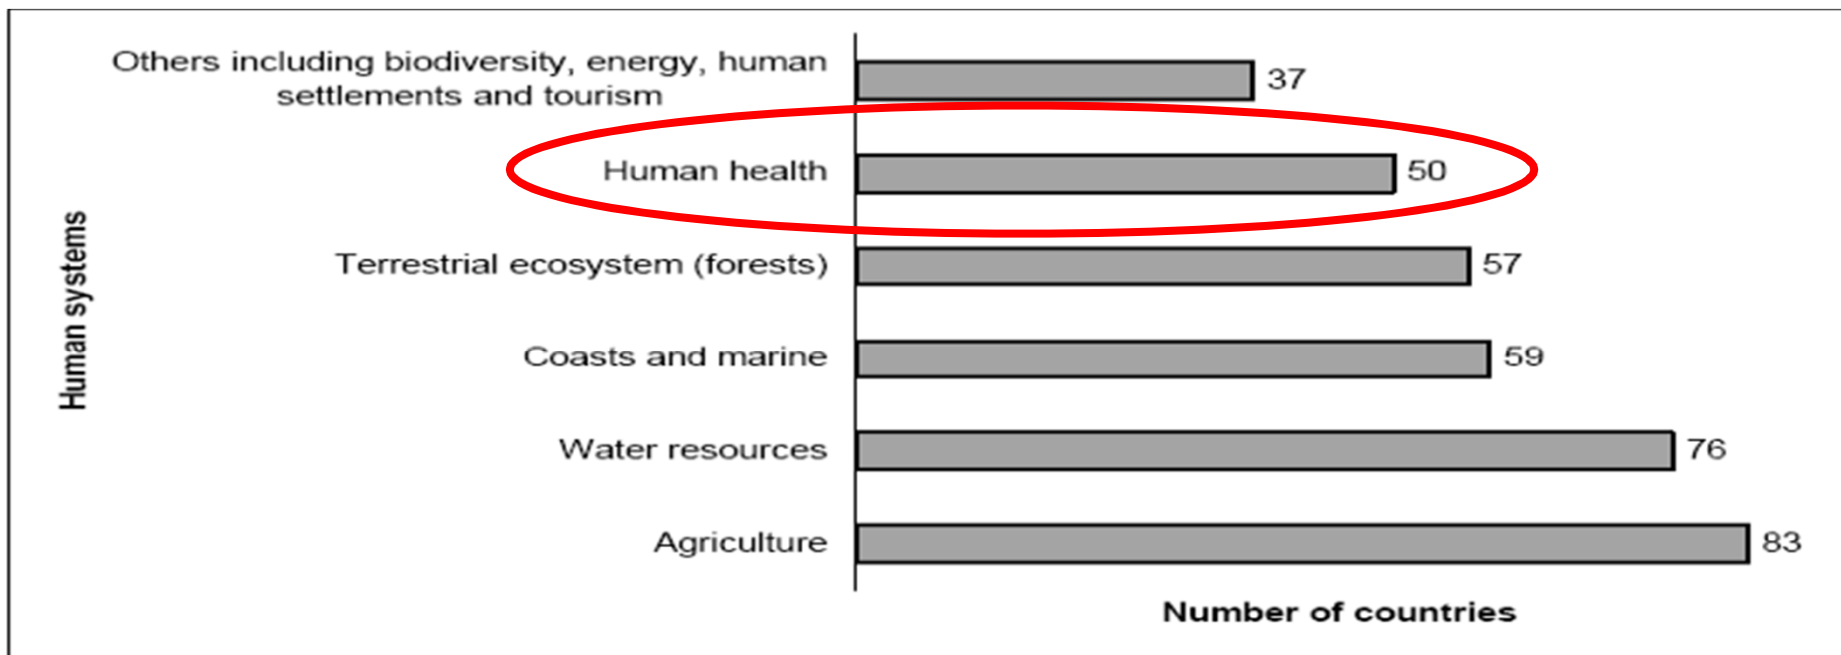 Others including biodiversity, energy, human
settlements and tourism
37
Human health
50
Terrestrial ecosystem (forests)
57
Coasts and marine
59
Water resources
76
Agriculture
83
Human systems
Number of countries